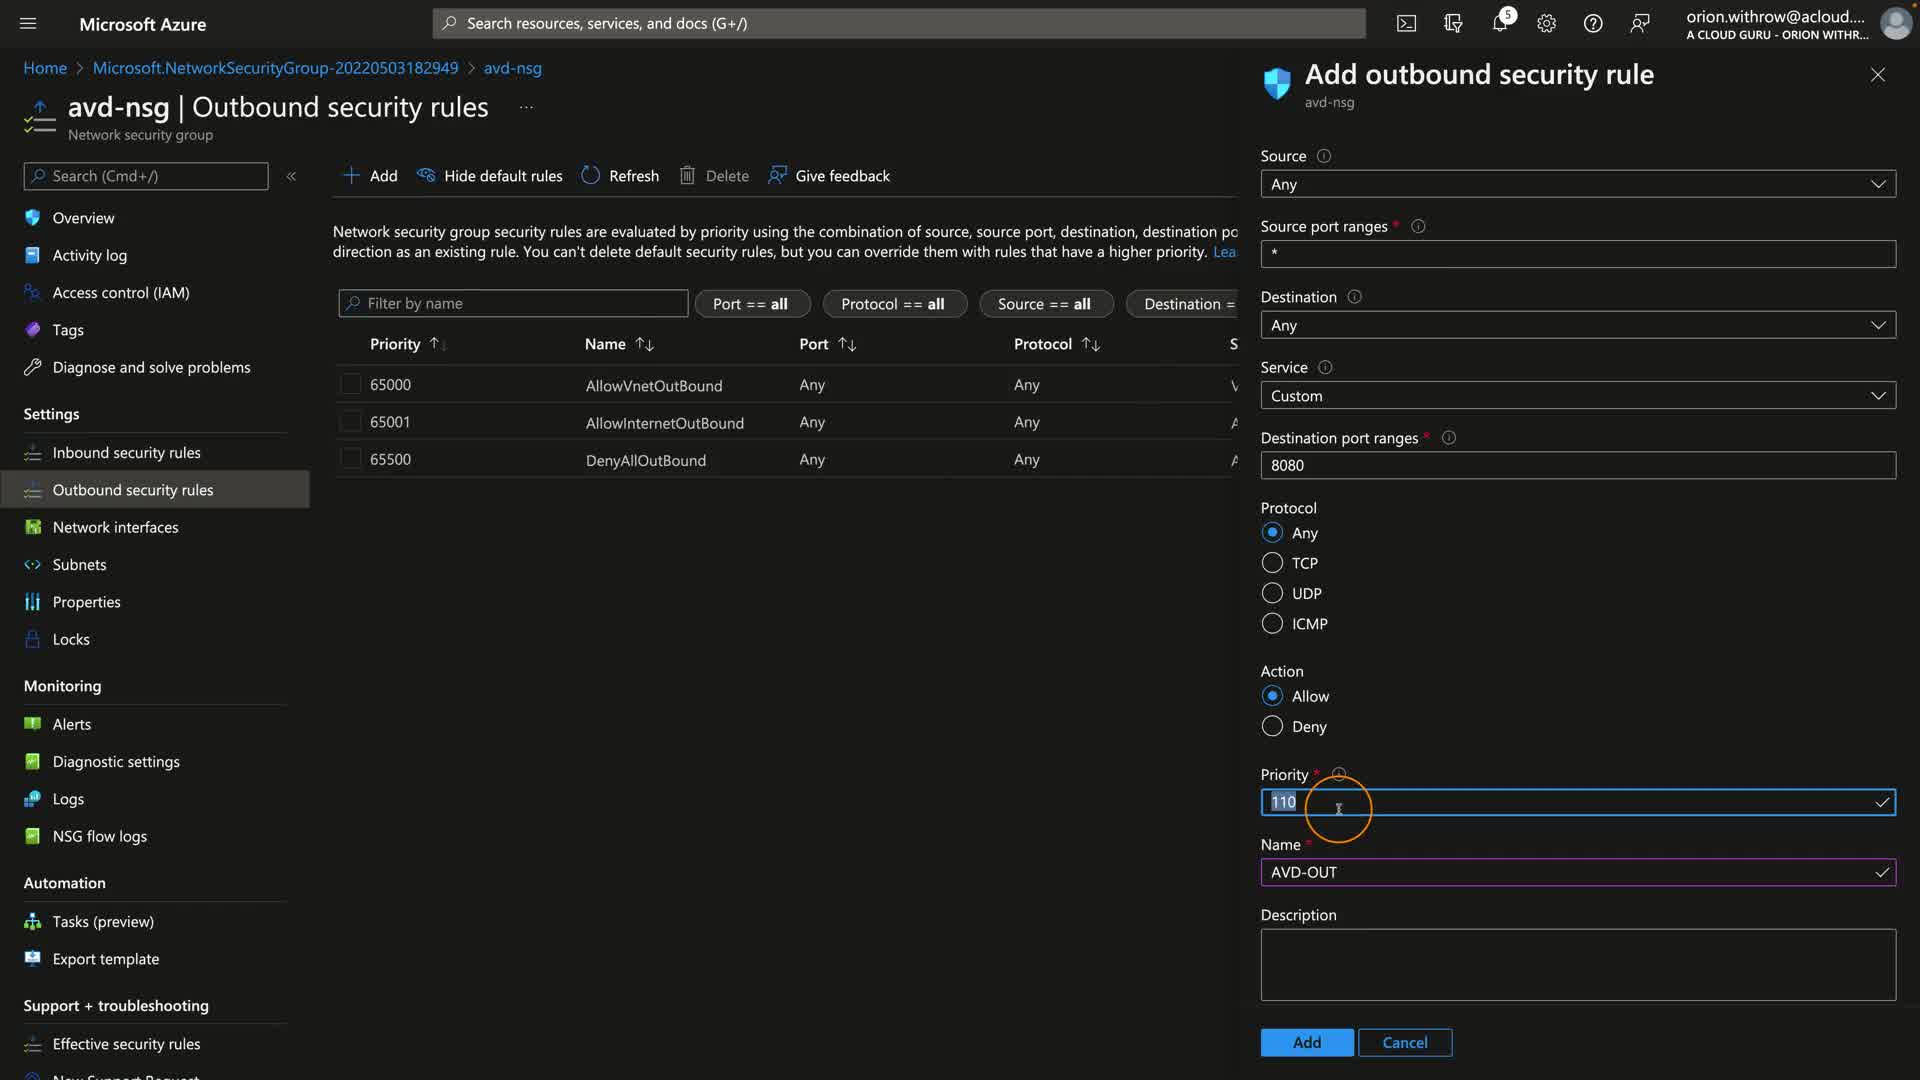 Microsoft Azure
Search resources, services, and docs (G+/)
5
orion.withrow@acloud....
A CLOUD GURU - ORION WITHR...
Home > Microsoft.NetworkSecurityGroup-20220503182949 > avd-nsg
avd-nsg | Outbound security rules ...
Network security group
Search (Cmd+/)
«
Overview
Activity log
Access control (IAM)
Tags
Diagnose and solve problems
Settings
Inbound security rules
Outbound security rules
Network interfaces
Subnets
Properties
Locks
Monitoring
Alerts
Diagnostic settings
Logs
NSG flow logs
Automation
Tasks (preview)
Export template
Support + troubleshooting
Effective security rules
New Support Request
Add Hide default rules Refresh Delete Give feedback
Network security group security rules are evaluated by priority using the combination of source, source port, destination, destination po
direction as an existing rule. You can't delete default security rules, but you can override them with rules that have a higher priority. Lea
Filter by name Port == all Protocol == all Source == all Destination =
Priority ↑↓ Name ↑↓ Port ↑↓ Protocol ↑↓ S
65000 AllowVnetOutBound Any Any V
65001 AllowInternetOutBound Any Any A
65500 DenyAllOutBound Any Any A
Add outbound security rule
avd-nsg
Source
Any
Source port ranges *
*
Destination
Any
Service
Custom
Destination port ranges *
8080
Protocol
Any
TCP
UDP
ICMP
Action
Allow
Deny
Priority *
110
Name *
AVD-OUT
Description
Add Cancel